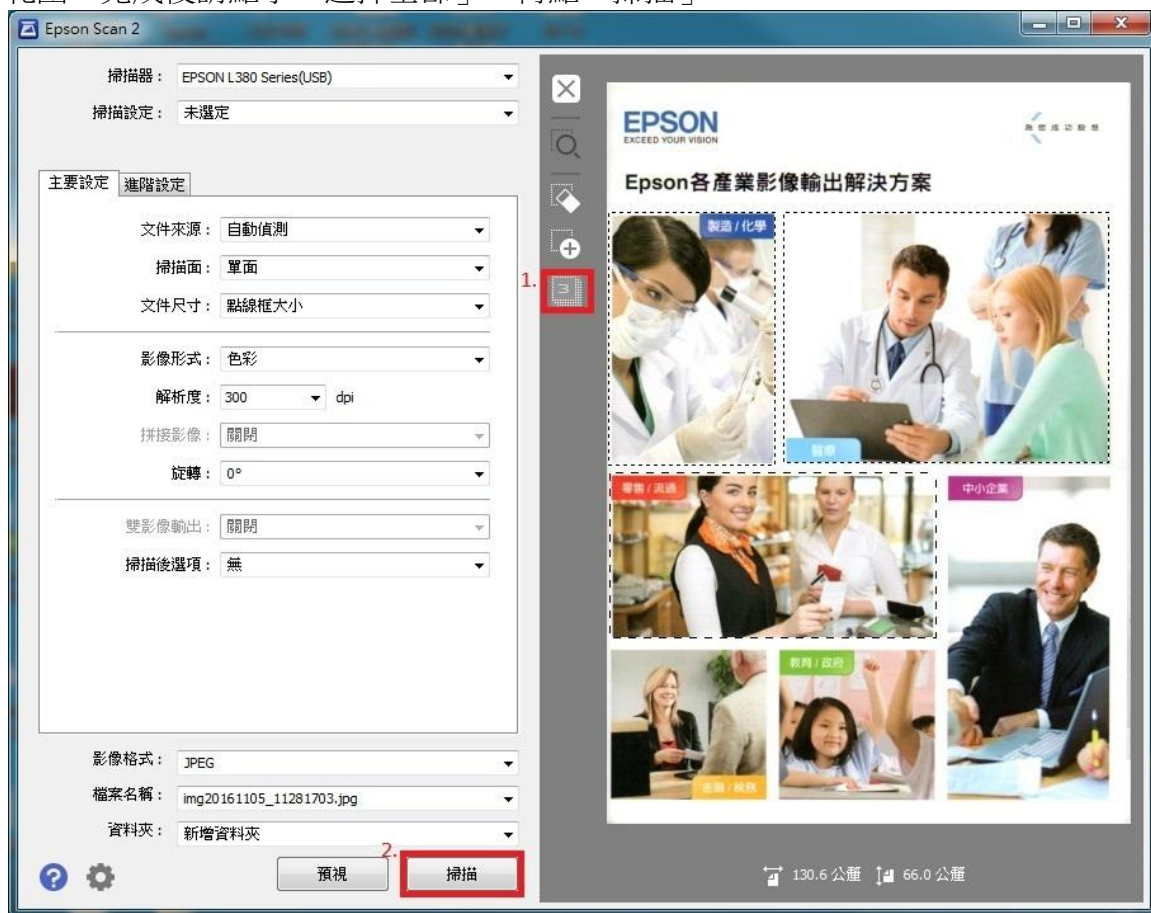 Epson Scan 2
掃描器： EPSON L380 Series(USB)
掃描設定： 未選定
主要設定 進階設定
文件來源： 自動偵測
掃描面： 單面
文件尺寸： 點線框大小
影像形式： 色彩
解析度： 300 dpi
拼接影像： 關閉
旋轉： 0°
雙影像輸出： 關閉
掃描後選項： 無
影像格式： JPEG
檔案名稱： img20161105_11281703.jpg
資料夾： 新增資料夾
2.
預視 掃描
1.
3
EPSON
EXCEED YOUR VISION
Epson各產業影像輸出解決方案
製造/化學
醫療
零售/流通
中小企業
教育/政府
金融/稅務
130.6 公釐 66.0 公釐